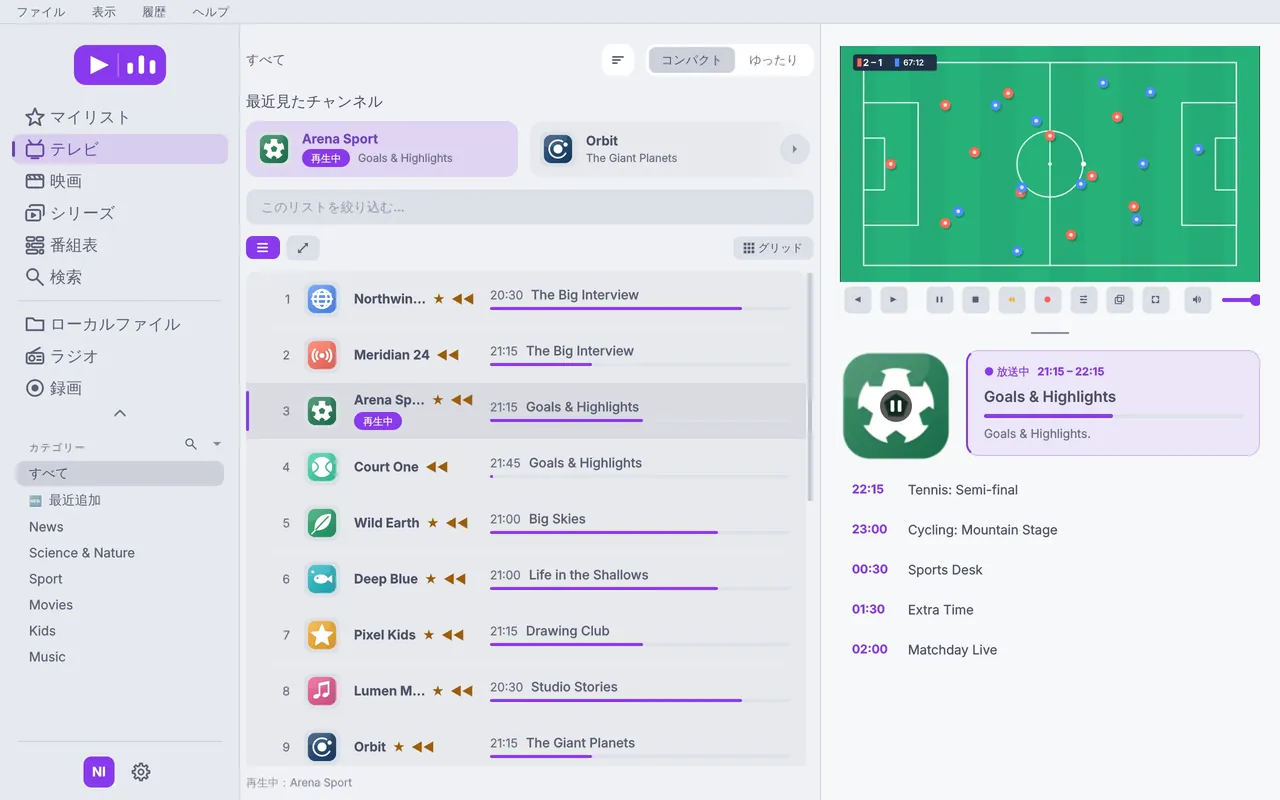 ファイル 表示 履歴 ヘルプ
マイリスト
テレビ
映画
シリーズ
番組表
検索
ローカルファイル
ラジオ
録画
カテゴリー
すべて
最近追加
News
Science & Nature
Sport
Movies
Kids
Music
NI
すべて
コンパクト ゆったり
最近見たチャンネル
Arena Sport
再生中 Goals & Highlights
Orbit
The Giant Planets
このリストを絞り込む...
グリッド
1 Northwin... ★ 20:30 The Big Interview
2 Meridian 24 21:15 The Big Interview
3 Arena Sp... ★ 21:15 Goals & Highlights
再生中
4 Court One 21:45 Goals & Highlights
5 Wild Earth ★ 21:00 Big Skies
6 Deep Blue ★ 21:00 Life in the Shallows
7 Pixel Kids ★ 21:15 Drawing Club
8 Lumen M... ★ 20:30 Studio Stories
9 Orbit ★ 21:15 The Giant Planets
再生中：Arena Sport
2–1 67:12
放送中 21:15 – 22:15
Goals & Highlights
Goals & Highlights.
22:15 Tennis: Semi-final
23:00 Cycling: Mountain Stage
00:30 Sports Desk
01:30 Extra Time
02:00 Matchday Live